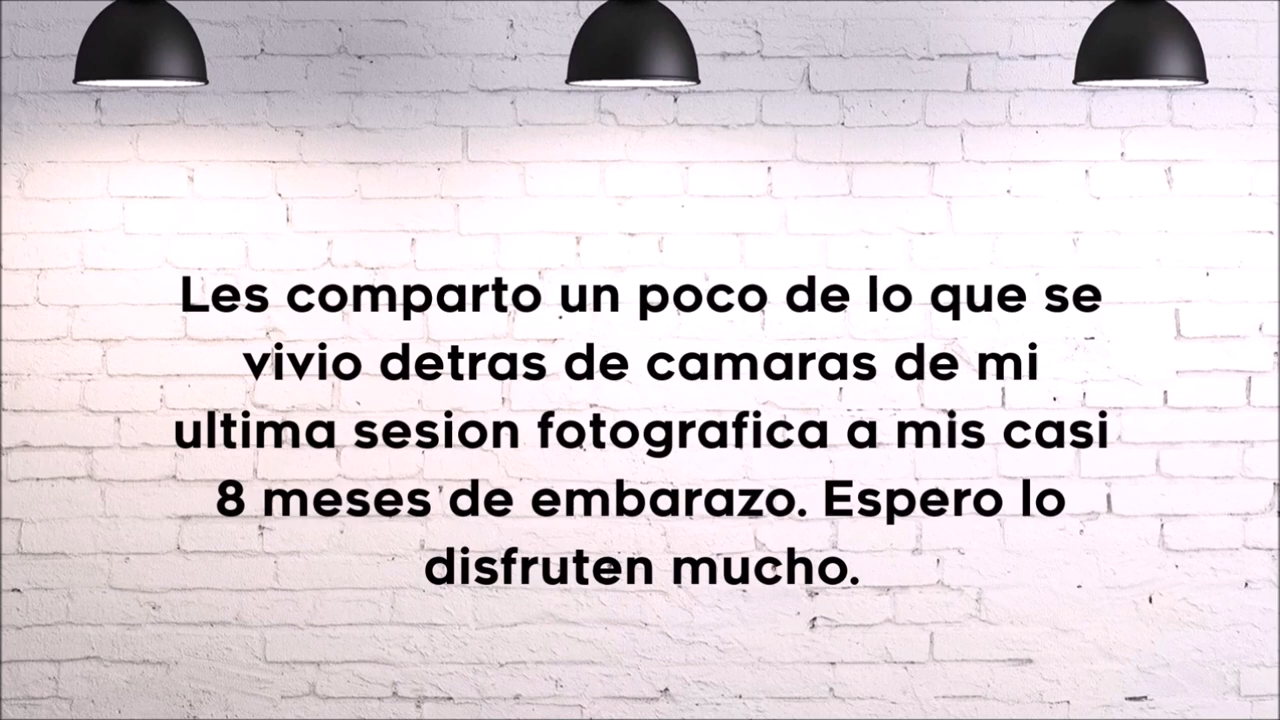 Les comparto un poco de lo que se
vivio detras de camaras de mi
ultima sesion fotografica a mis casi
8 meses de embarazo. Espero lo
disfruten mucho.